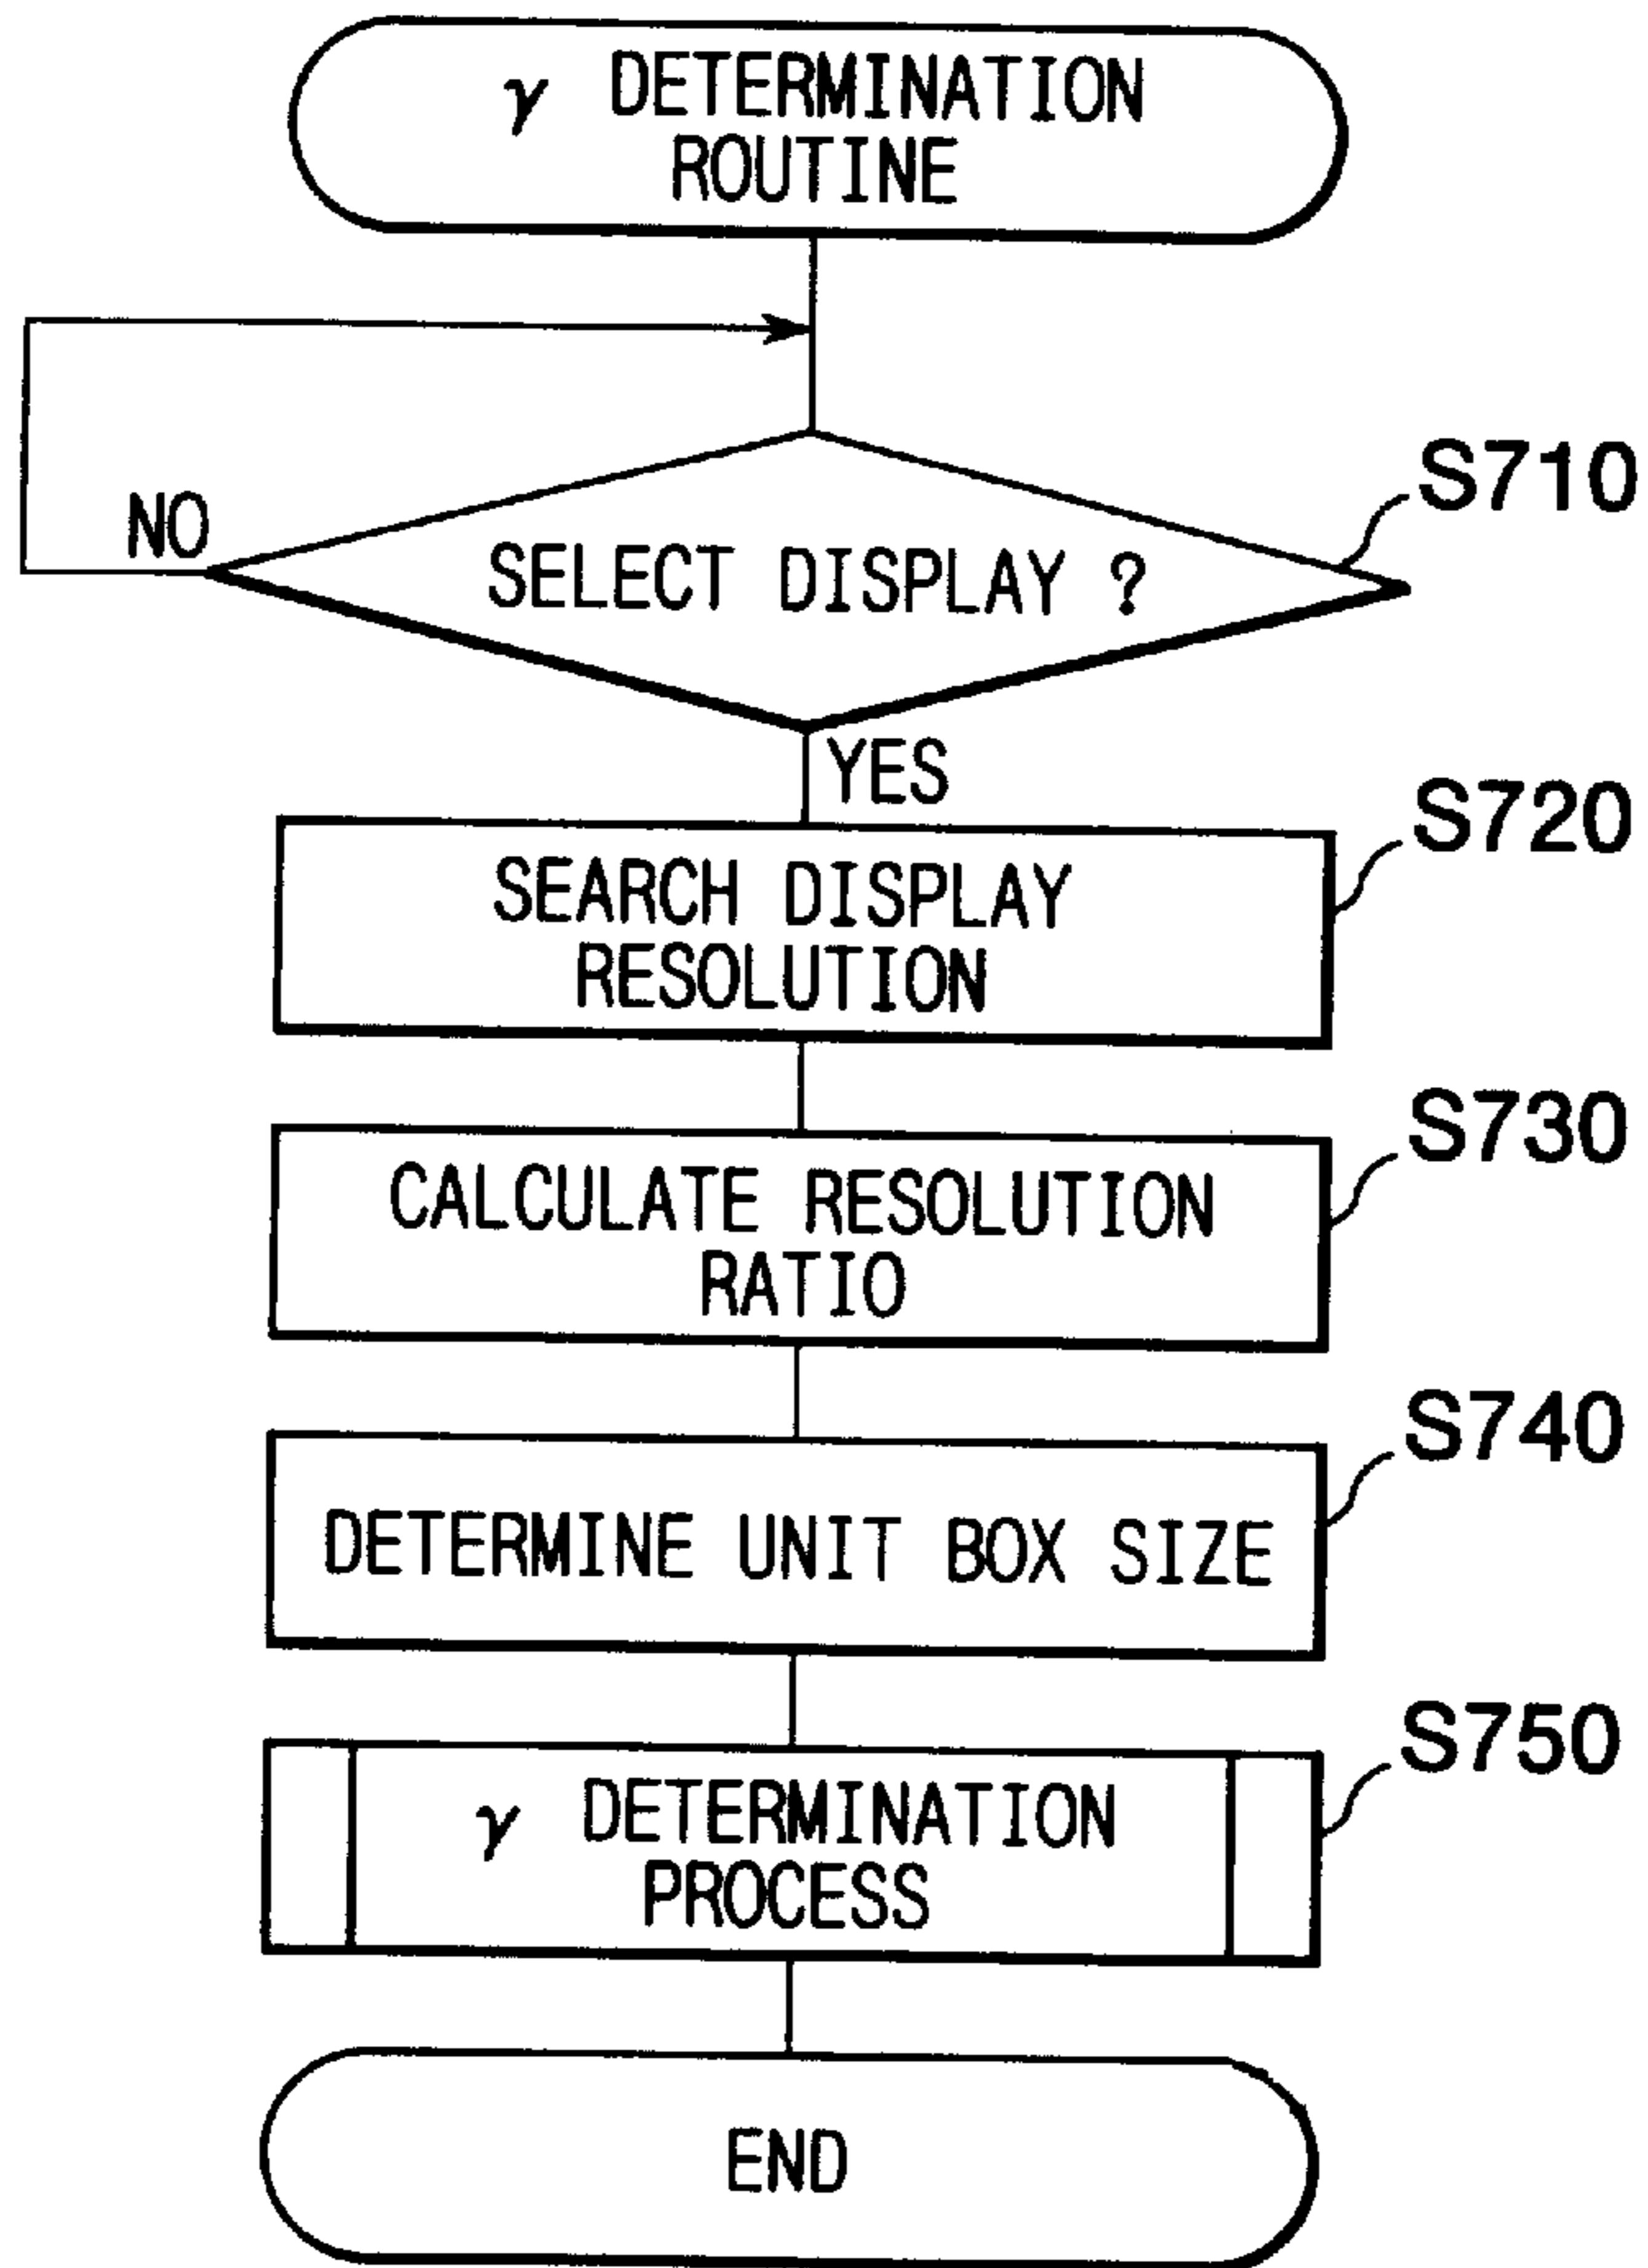 γ DETERMINATION
ROUTINE
S710
NO
SELECT DISPLAY ?
YES
S720
SEARCH DISPLAY
RESOLUTION
S730
CALCULATE RESOLUTION
RATIO
S740
DETERMINE UNIT BOX SIZE
S750
γ DETERMINATION
PROCESS
END